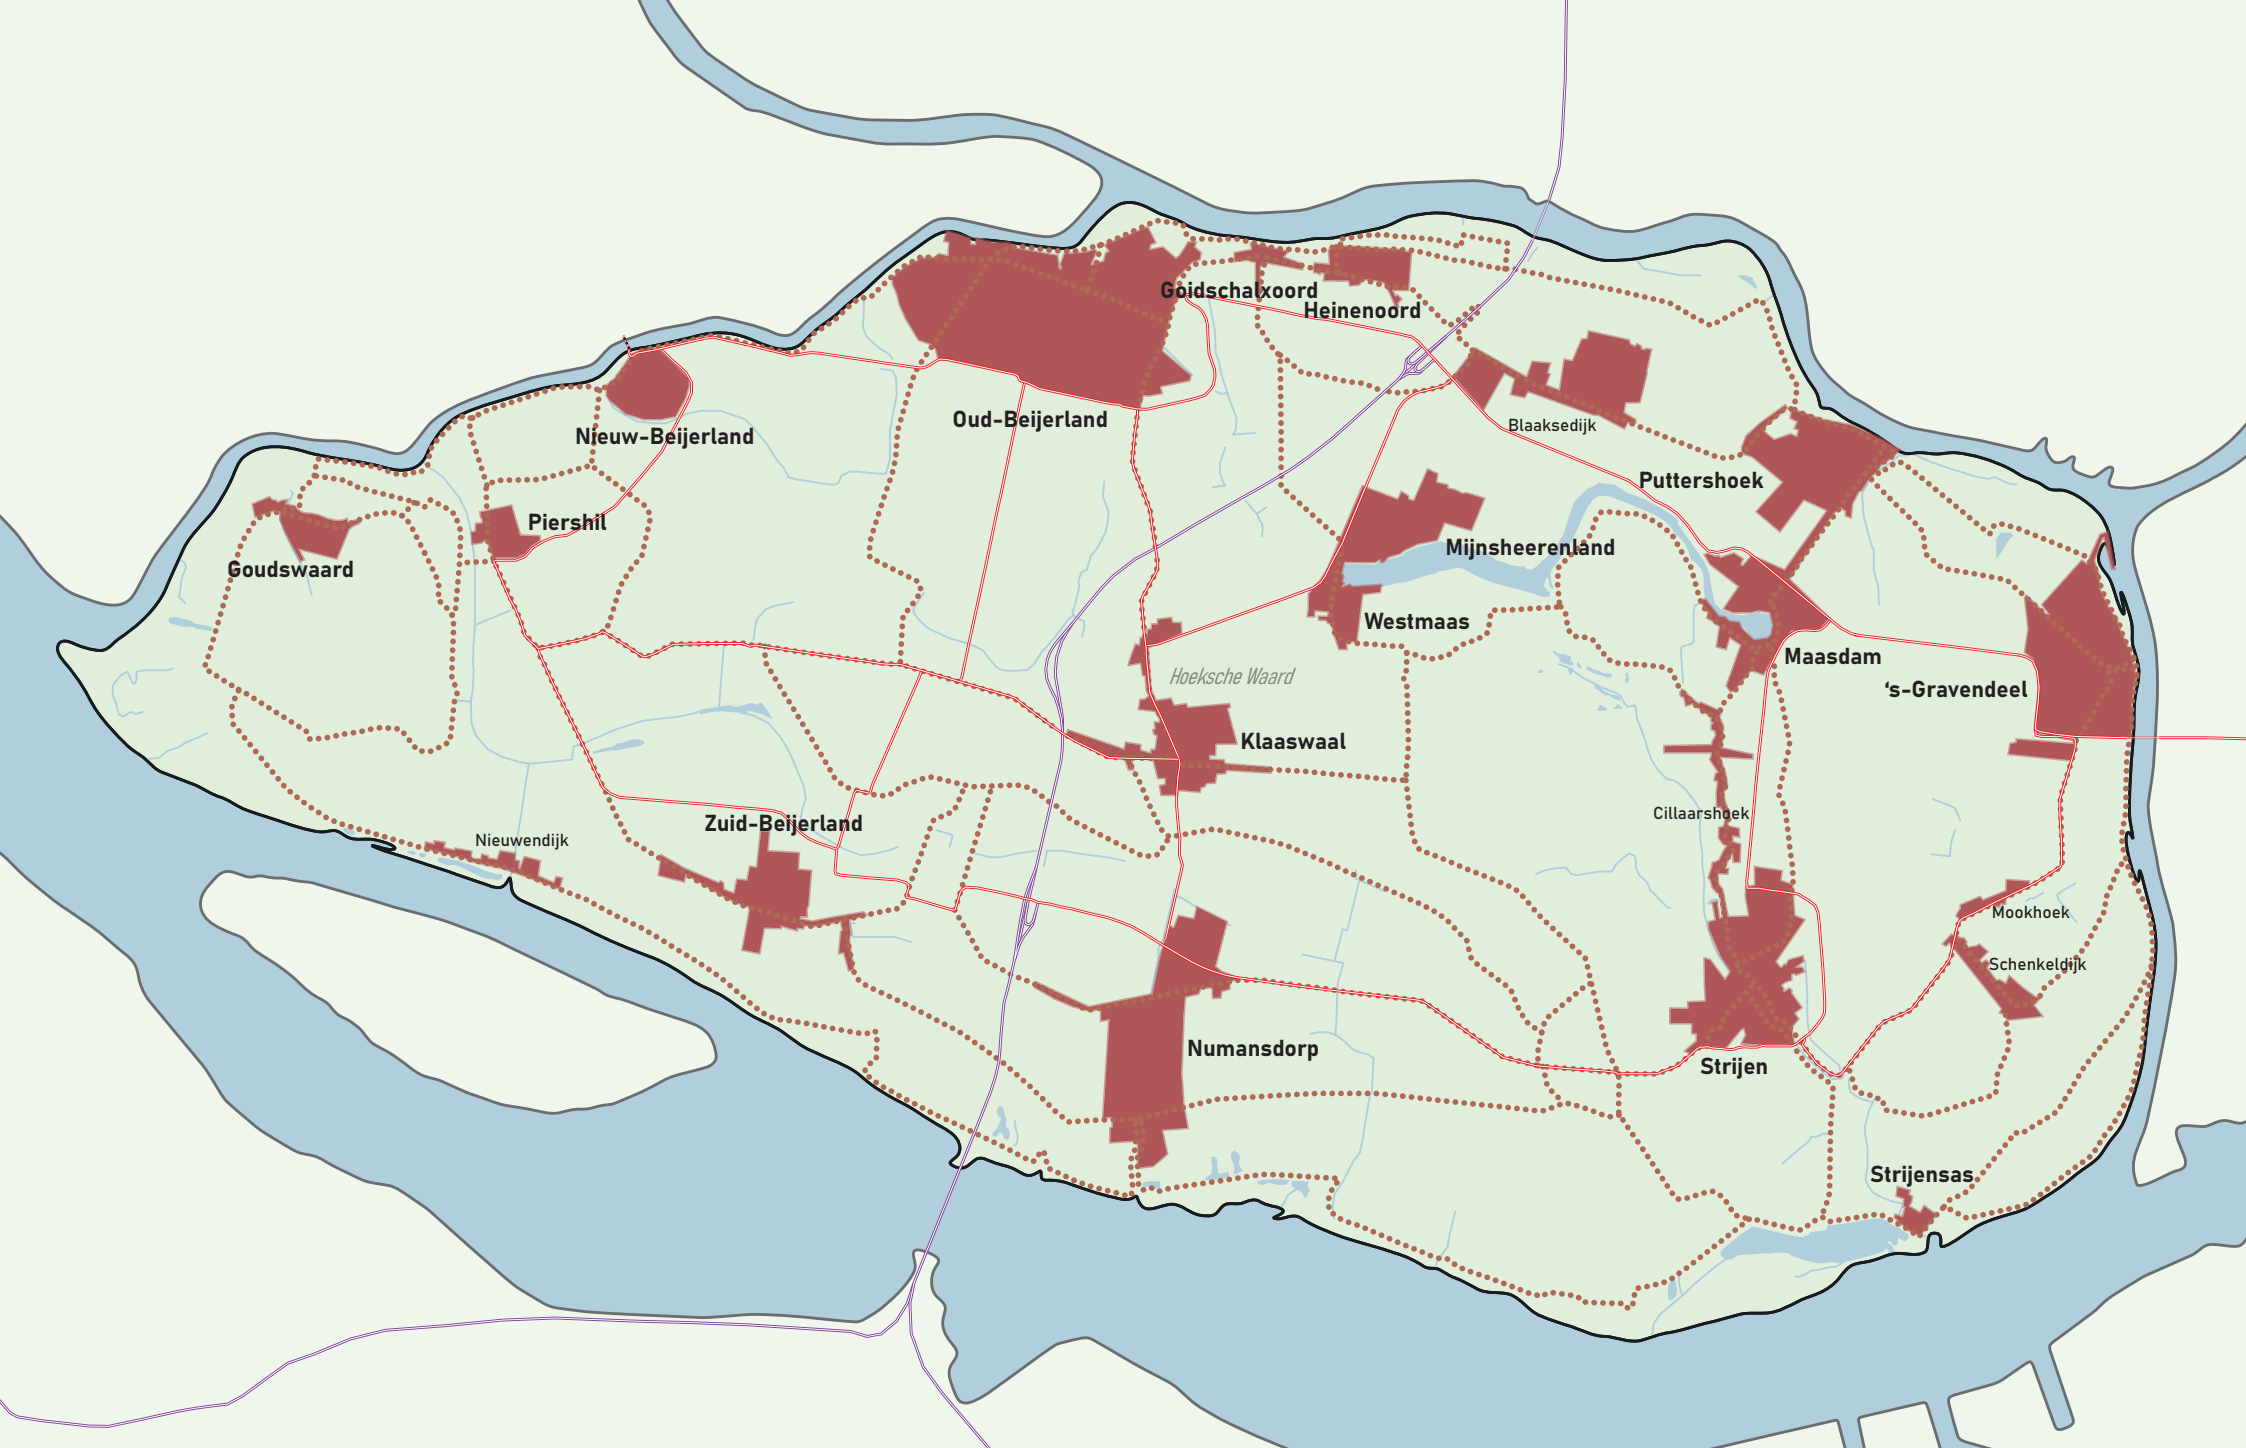 Goidschalxoord
Heinenoord
Oud-Beijerland
Blaaksedijk
Nieuw-Beijerland
Puttershoek
Piershil
Mijnsheerenland
Goudswaard
Westmaas
Maasdam
Hoeksche Waard
‘s-Gravendeel
Klaaswaal
Cillaarshoek
Zuid-Beijerland
Nieuwendijk
Mookhoek
Schenkeldijk
Numansdorp
Strijen
Strijensas